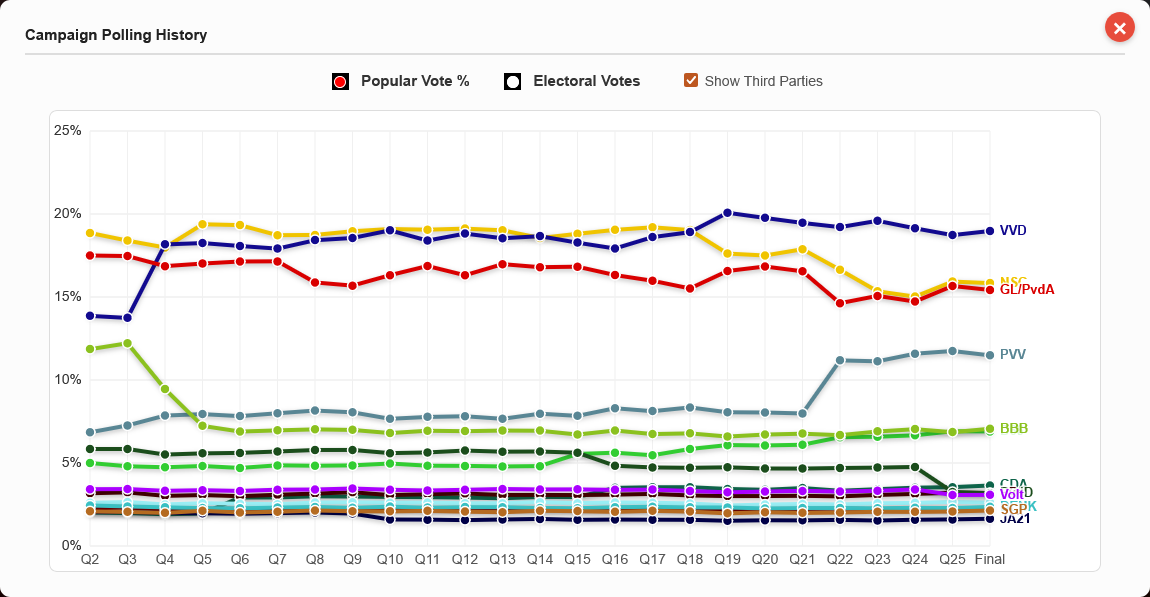 Campaign Polling History
Popular Vote %
Electoral Votes
Show Third Parties
25%
20%
15%
10%
5%
0%
VVD
NSC
GL/PvdA
PVV
BBB
CDA
Volt
SGP
JA21
Q2 Q3 Q4 Q5 Q6 Q7 Q8 Q9 Q10 Q11 Q12 Q13 Q14 Q15 Q16 Q17 Q18 Q19 Q20 Q21 Q22 Q23 Q24 Q25 Final